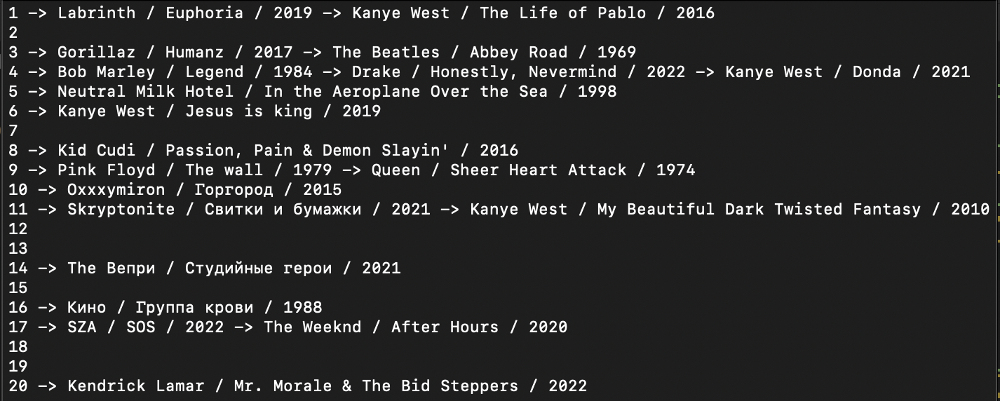 1 –> Labrinth / Euphoria / 2019 –> Kanye West / The Life of Pablo / 2016
2
3 –> Gorillaz / Humanz / 2017 –> The Beatles / Abbey Road / 1969
4 –> Bob Marley / Legend / 1984 –> Drake / Honestly, Nevermind / 2022 –> Kanye West / Donda / 2021
5 –> Neutral Milk Hotel / In the Aeroplane Over the Sea / 1998
6 –> Kanye West / Jesus is king / 2019
7
8 –> Kid Cudi / Passion, Pain & Demon Slayin' / 2016
9 –> Pink Floyd / The wall / 1979 –> Queen / Sheer Heart Attack / 1974
10 –> Oxxxymiron / Горгород / 2015
11 –> Skryptonite / Свитки и бумажки / 2021 –> Kanye West / My Beautiful Dark Twisted Fantasy / 2010
12
13
14 –> The Вепри / Студийные герои / 2021
15
16 –> Кино / Группа крови / 1988
17 –> SZA / SOS / 2022 –> The Weeknd / After Hours / 2020
18
19
20 –> Kendrick Lamar / Mr. Morale & The Bid Steppers / 2022